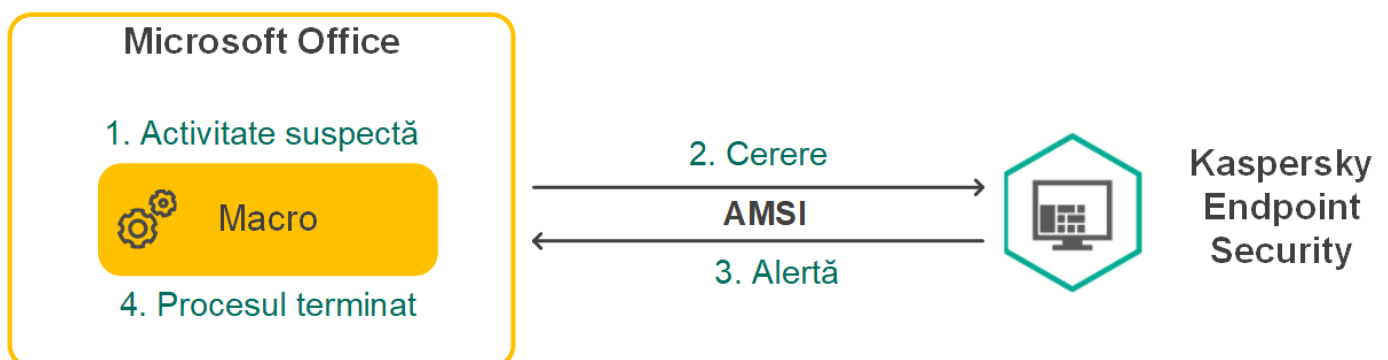 Microsoft Office
1. Activitate suspectă
Macro
4. Procesul terminat
2. Cerere
AMSI
3. Alertă
Kaspersky
Endpoint
Security